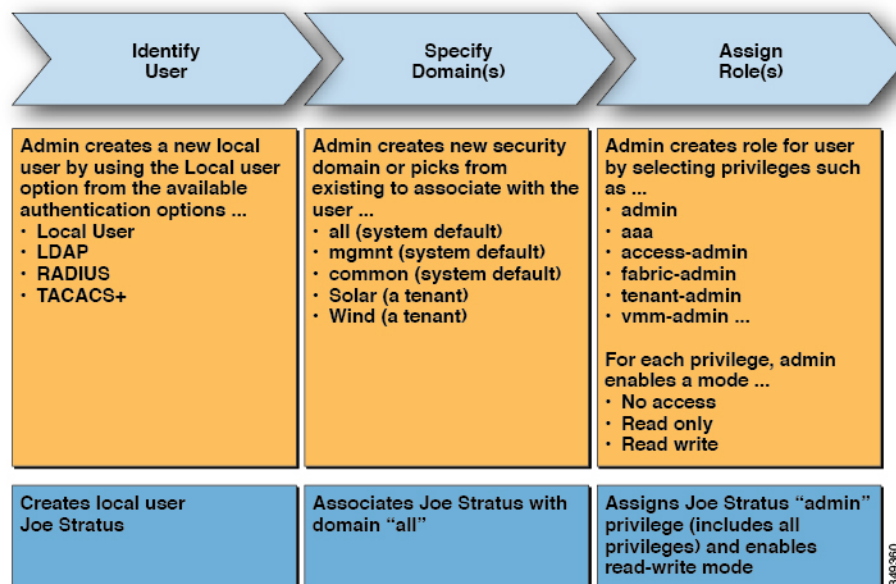 Identify
User
Specify
Domain(s)
Assign
Role(s)
Admin creates a new local
user by using the Local user
option from the available
authentication options ...
• Local User
• LDAP
• RADIUS
• TACACS+
Admin creates new security
domain or picks from
existing to associate with the
user ...
• all (system default)
• mgmnt (system default)
• common (system default)
• Solar (a tenant)
• Wind (a tenant)
Admin creates role for user
by selecting privileges such
as ...
• admin
• aaa
• access-admin
• fabric-admin
• tenant-admin
• vmm-admin ...
For each privilege, admin
enables a mode ...
• No access
• Read only
• Read write
Creates local user
Joe Stratus
Associates Joe Stratus with
domain “all”
Assigns Joe Stratus “admin”
privilege (includes all
privileges) and enables
read-write mode